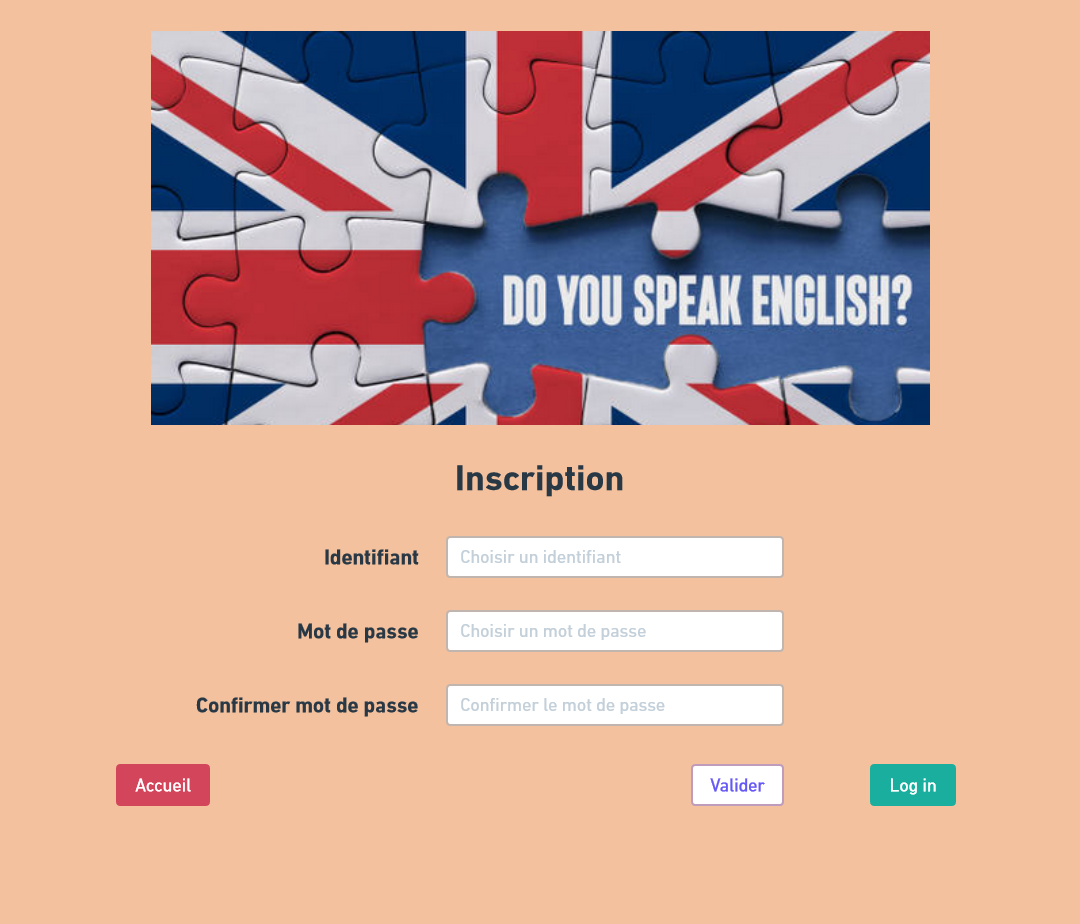 DO YOU SPEAK ENGLISH?
Inscription
Identifiant
Choisir un identifiant
Mot de passe
Choisir un mot de passe
Confirmer mot de passe
Confirmer le mot de passe
Accueil
Valider
Log in